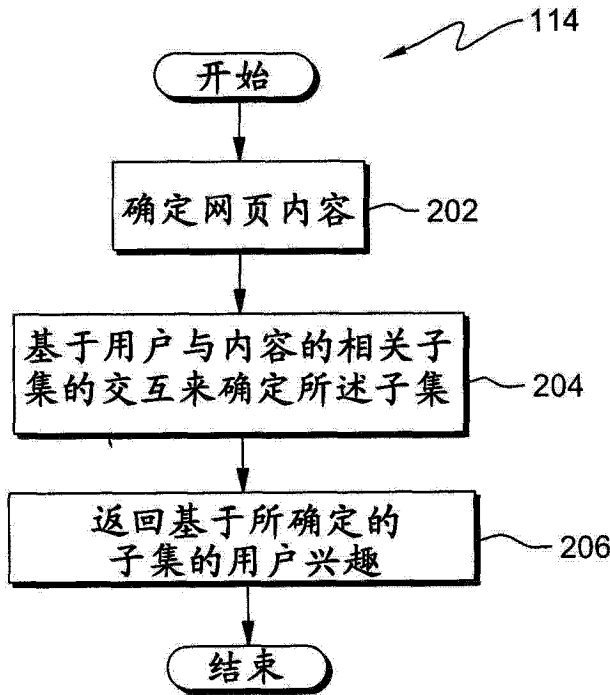 114
开始
确定网页内容
202
基于用户与内容的相关子
集的交互来确定所述子集
204
返回基于所确定的
子集的用户兴趣
206
结束